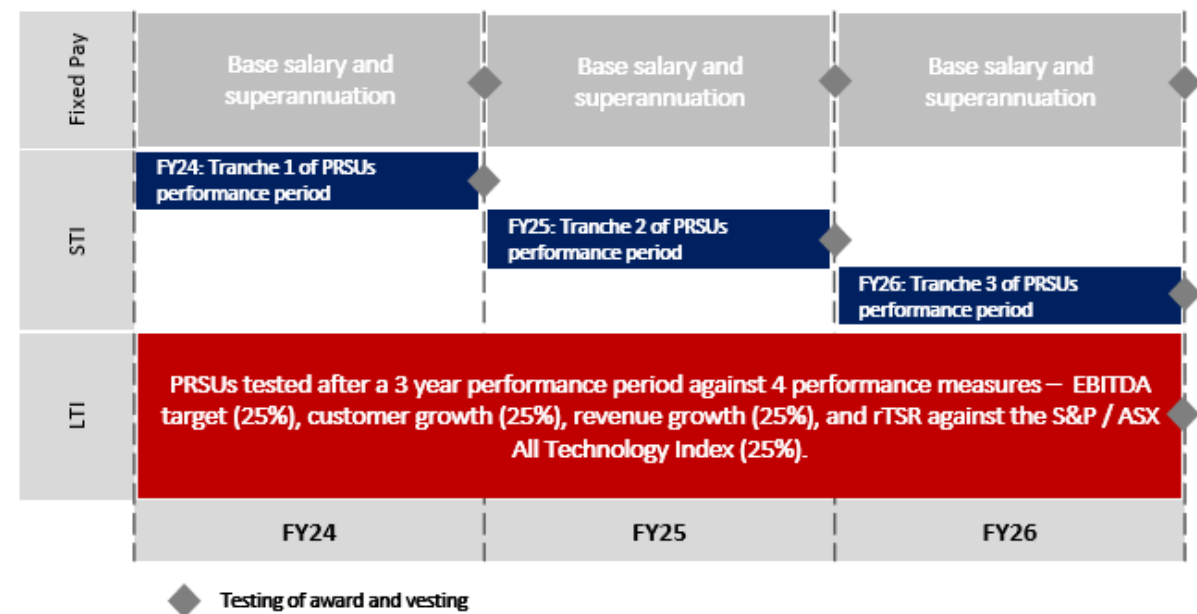 Fixed Pay
Base salary and
superannuation
Base salary and
superannuation
Base salary and
superannuation
STI
FY24: Tranche 1 of PRSUs
performance period
FY25: Tranche 2 of PRSUs
performance period
FY26: Tranche 3 of PRSUs
performance period
LTI
PRSUs tested after a 3 year performance period against 4 performance measures – EBITDA
target (25%), customer growth (25%), revenue growth (25%), and rTSR against the S&P / ASX
All Technology Index (25%).
FY24
FY25
FY26
Testing of award and vesting